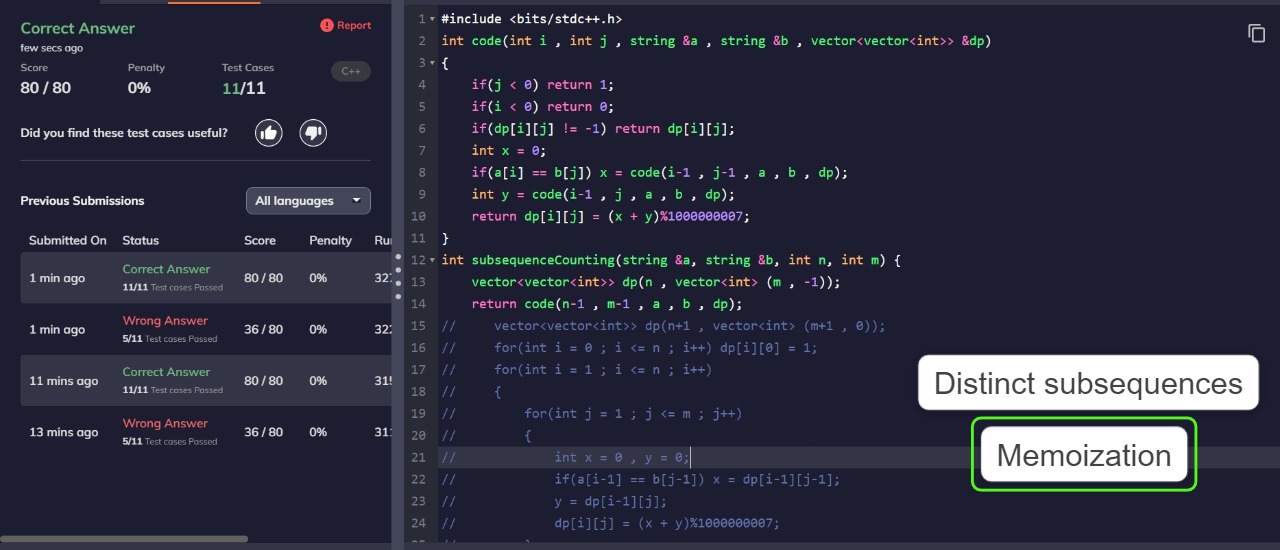 Correct Answer
Report
few secs ago
Score Penalty Test Cases
C++
80 / 80 0% 11/11
Did you find these test cases useful?
Previous Submissions All languages
Submitted On Status Score Penalty Ru
1 min ago Correct Answer 80 / 80 0% 327
11/11 Test cases Passed
1 min ago Wrong Answer 36 / 80 0% 322
5/11 Test cases Passed
11 mins ago Correct Answer 80 / 80 0% 315
11/11 Test cases Passed
13 mins ago Wrong Answer 36 / 80 0% 311
5/11 Test cases Passed
1 #include <bits/stdc++.h>
2 int code(int i , int j , string &a , string &b , vector<vector<int>> &dp)
3 {
4 if(j < 0) return 1;
5 if(i < 0) return 0;
6 if(dp[i][j] != -1) return dp[i][j];
7 int x = 0;
8 if(a[i] == b[j]) x = code(i-1 , j-1 , a , b , dp);
9 int y = code(i-1 , j , a , b , dp);
10 return dp[i][j] = (x + y)%1000000007;
11 }
12 int subsequenceCounting(string &a, string &b, int n, int m) {
13 vector<vector<int>> dp(n , vector<int> (m , -1));
14 return code(n-1 , m-1 , a , b , dp);
15 // vector<vector<int>> dp(n+1 , vector<int> (m+1 , 0));
16 // for(int i = 0 ; i <= n ; i++) dp[i][0] = 1;
17 // for(int i = 1 ; i <= n ; i++)
18 // {
19 // for(int j = 1 ; j <= m ; j++)
20 // {
21 // int x = 0 , y = 0;
22 // if(a[i-1] == b[j-1]) x = dp[i-1][j-1];
23 // y = dp[i-1][j];
24 // dp[i][j] = (x + y)%1000000007;
Distinct subsequences
Memoization